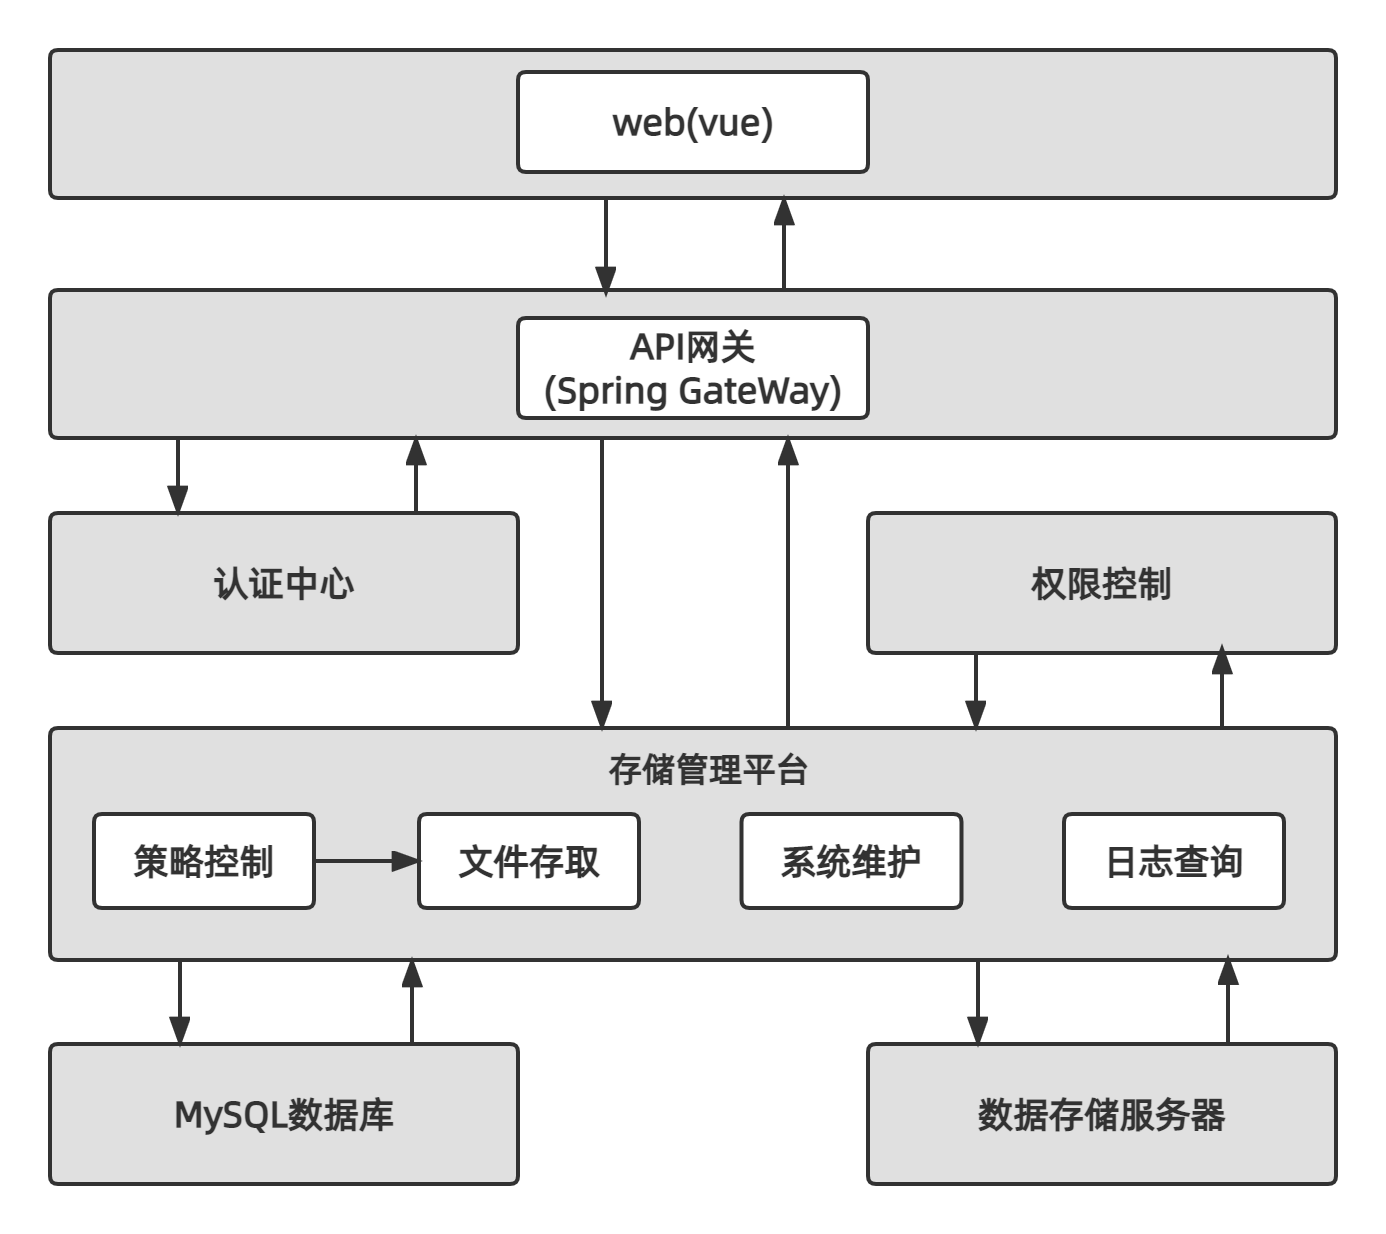 web(vue)
API网关
(Spring GateWay)
认证中心
权限控制
存储管理平台
策略控制
文件存取
系统维护
日志查询
MySQL数据库
数据存储服务器